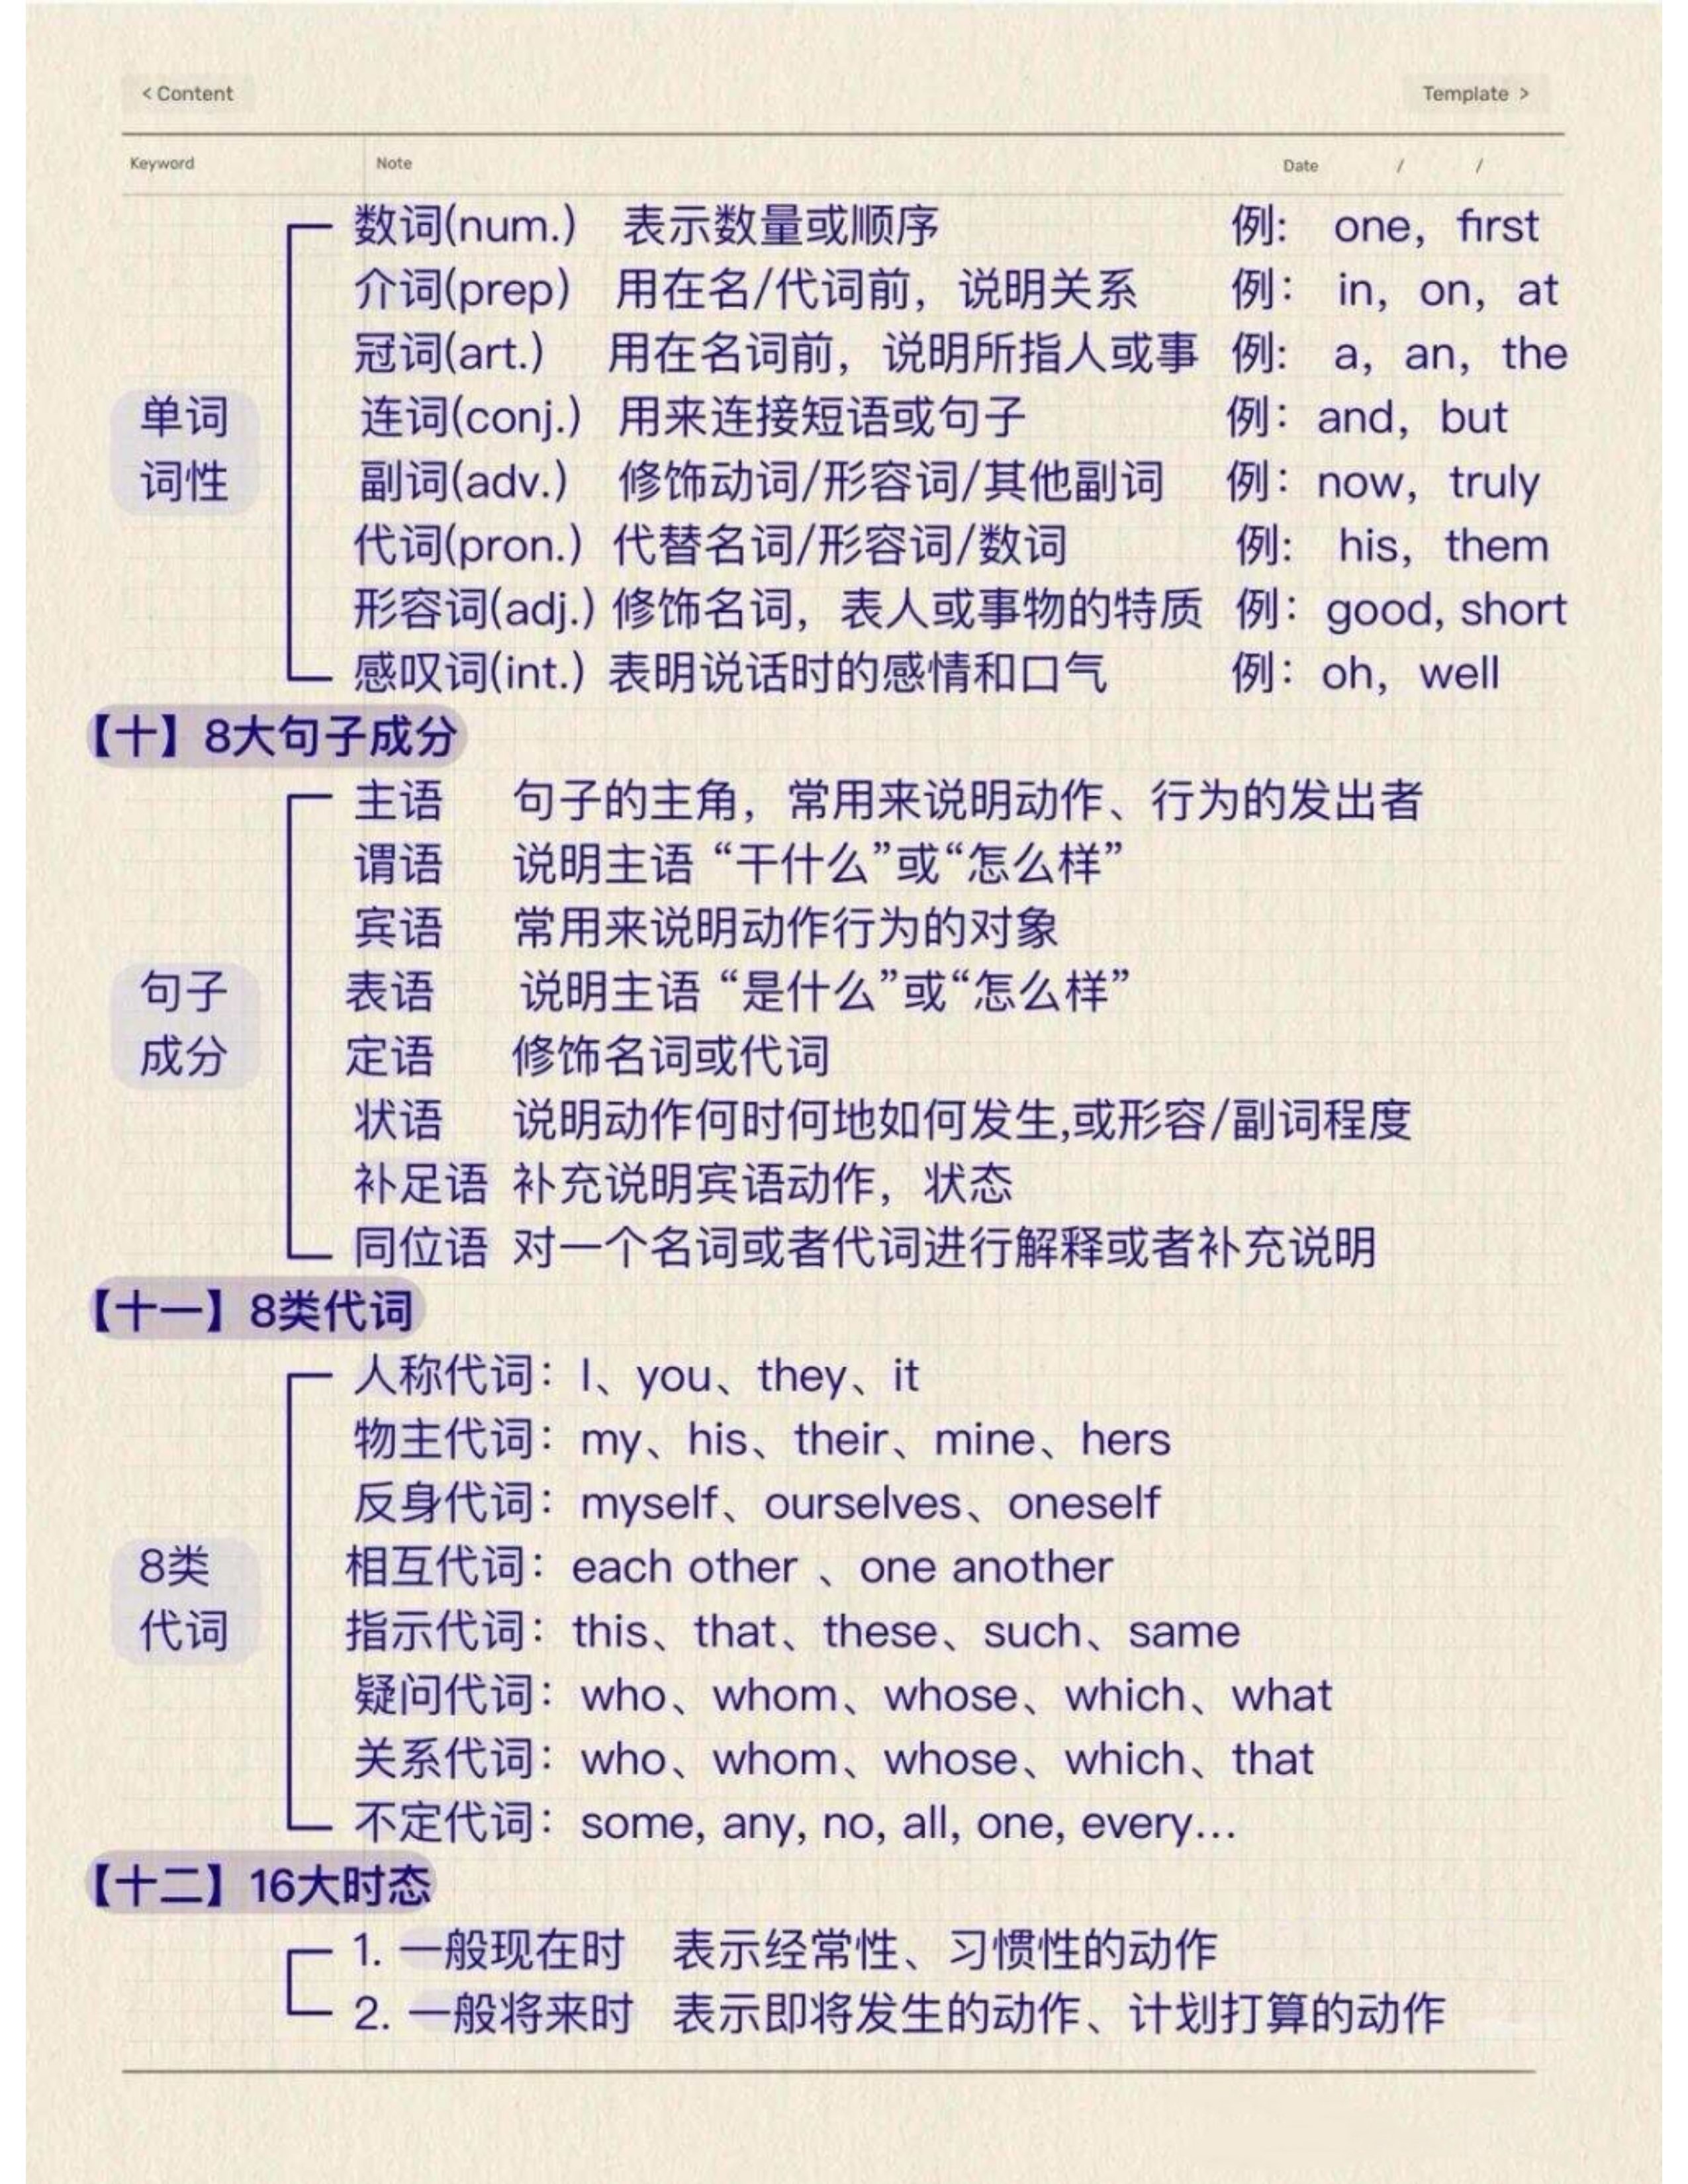 < Content Template >
Keyword Note Date / /
数词(num.) 表示数量或顺序 例: one, first
介词(prep) 用在名/代词前，说明关系 例: in, on, at
冠词(art.) 用在名词前，说明所指人或事 例: a, an, the
单词 连词(conj.) 用来连接短语或句子 例: and, but
词性 副词(adv.) 修饰动词/形容词/其他副词 例: now, truly
代词(pron.) 代替名词/形容词/数词 例: his, them
形容词(adj.) 修饰名词，表人或事物的特质 例: good, short
感叹词(int.) 表明说话时的感情和口气 例: oh, well
【十】8大句子成分
主语 句子的主角，常用来说明动作、行为的发出者
谓语 说明主语“干什么”或“怎么样”
宾语 常用来说明动作行为的对象
句子 表语 说明主语“是什么”或“怎么样”
成分 定语 修饰名词或代词
状语 说明动作何时何地如何发生,或形容/副词程度
补足语 补充说明宾语动作，状态
同位语 对一个名词或者代词进行解释或者补充说明
【十一】8类代词
人称代词：I、you、they、it
物主代词：my、his、their、mine、hers
反身代词：myself、ourselves、oneself
8类 相互代词：each other 、one another
代词 指示代词：this、that、these、such、same
疑问代词：who、whom、whose、which、what
关系代词：who、whom、whose、which、that
不定代词：some, any, no, all, one, every...
【十二】16大时态
1. 一般现在时 表示经常性、习惯性的动作
2. 一般将来时 表示即将发生的动作、计划打算的动作